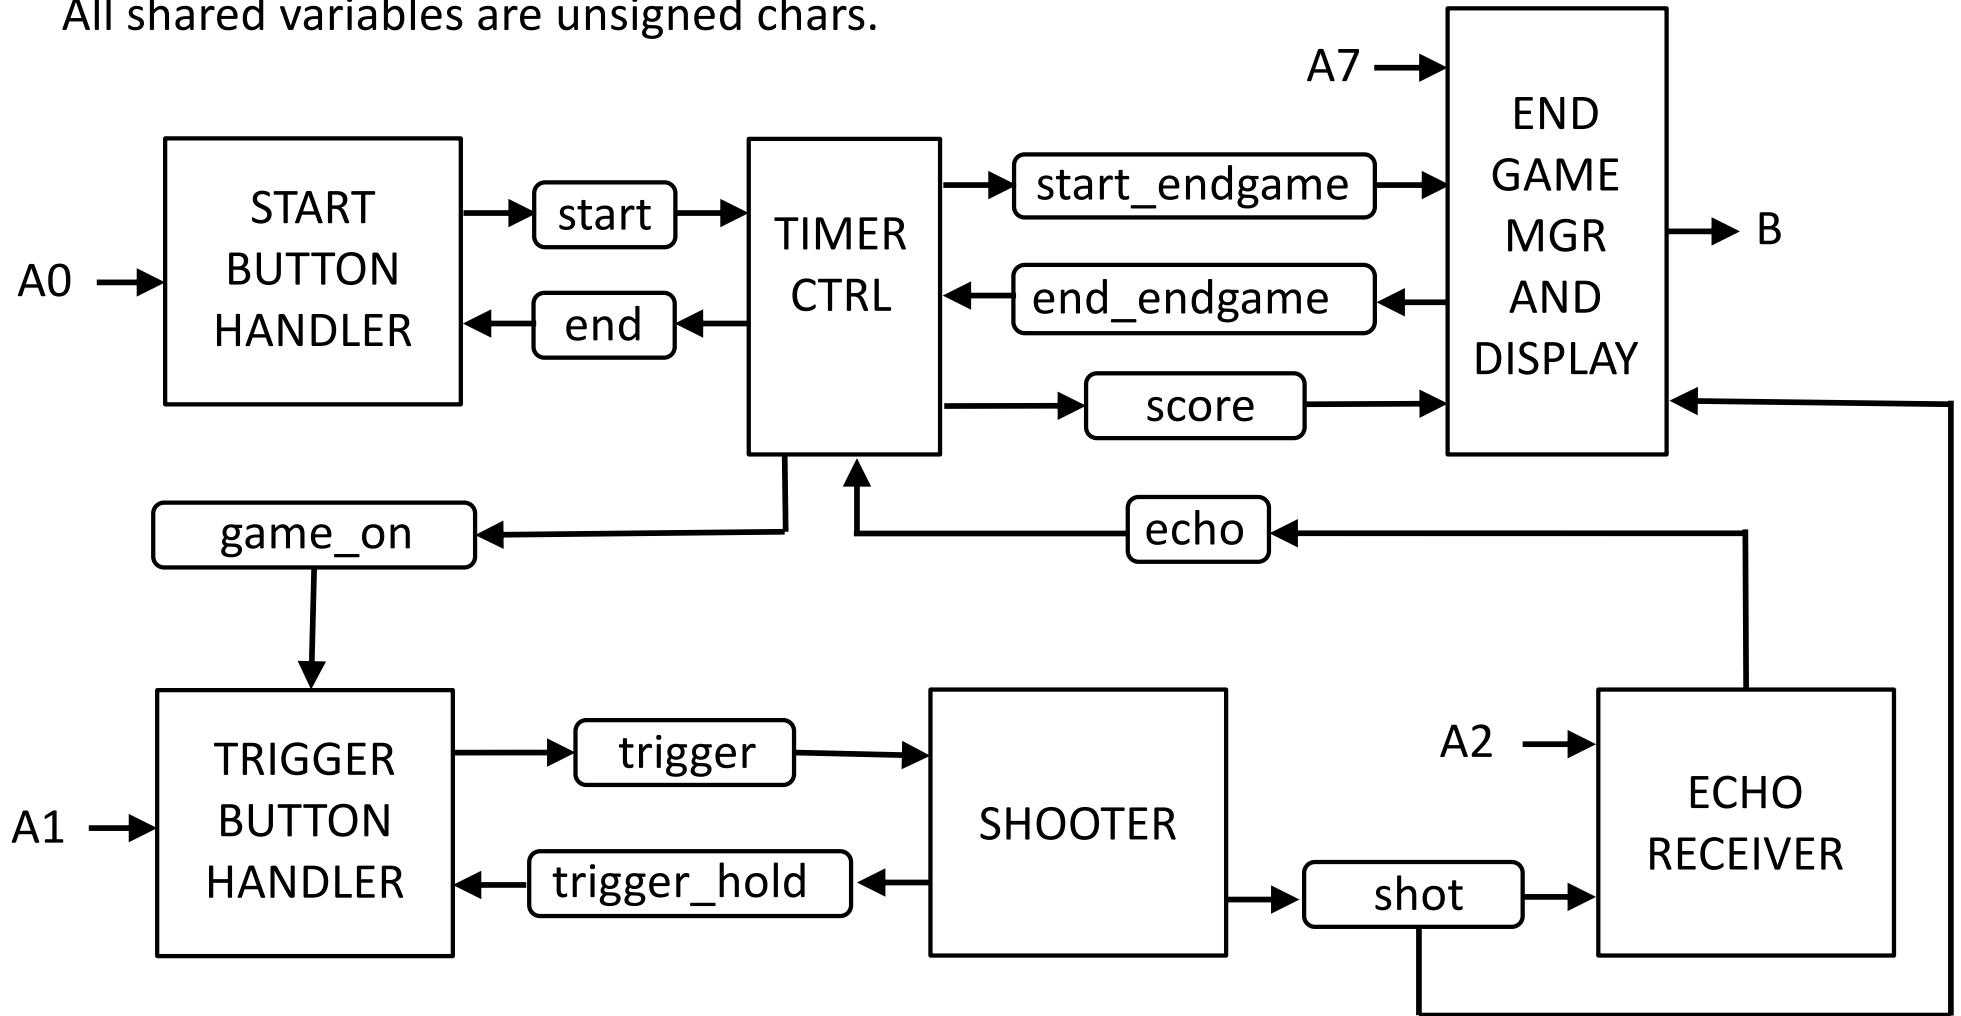 All shared variables are unsigned chars.
A7
END
GAME
MGR
AND
DISPLAY
B
START
BUTTON
HANDLER
A0
start
end
TIMER
CTRL
start_endgame
end_endgame
score
game_on
echo
TRIGGER
BUTTON
HANDLER
A1
trigger
trigger_hold
SHOOTER
shot
A2
ECHO
RECEIVER